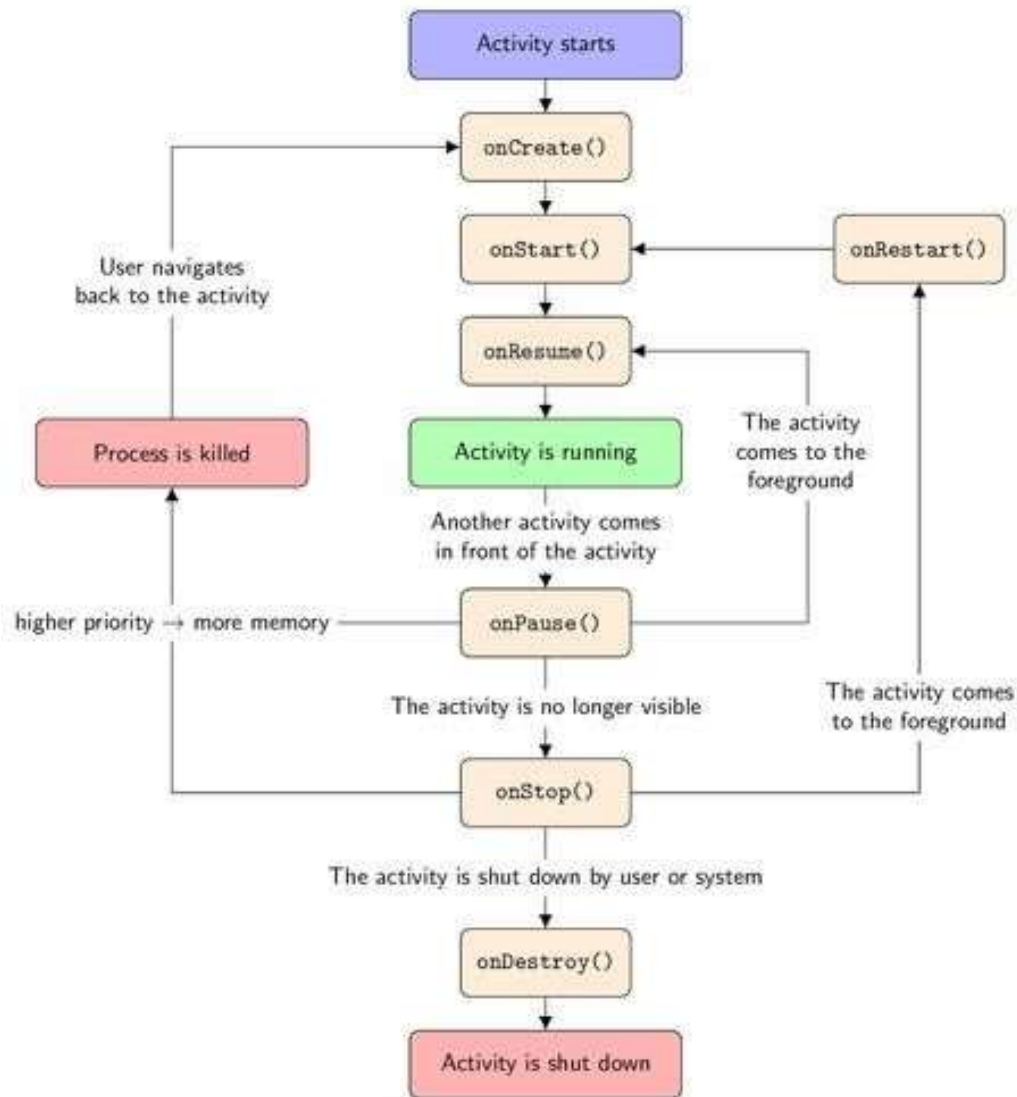 Activity starts
onCreate()
onStart()
onRestart()
User navigates
back to the activity
onResume()
The activity
comes to the
foreground
Process is killed
Activity is running
Another activity comes
in front of the activity
higher priority → more memory
onPause()
The activity is no longer visible
The activity comes
to the foreground
onStop()
The activity is shut down by user or system
onDestroy()
Activity is shut down